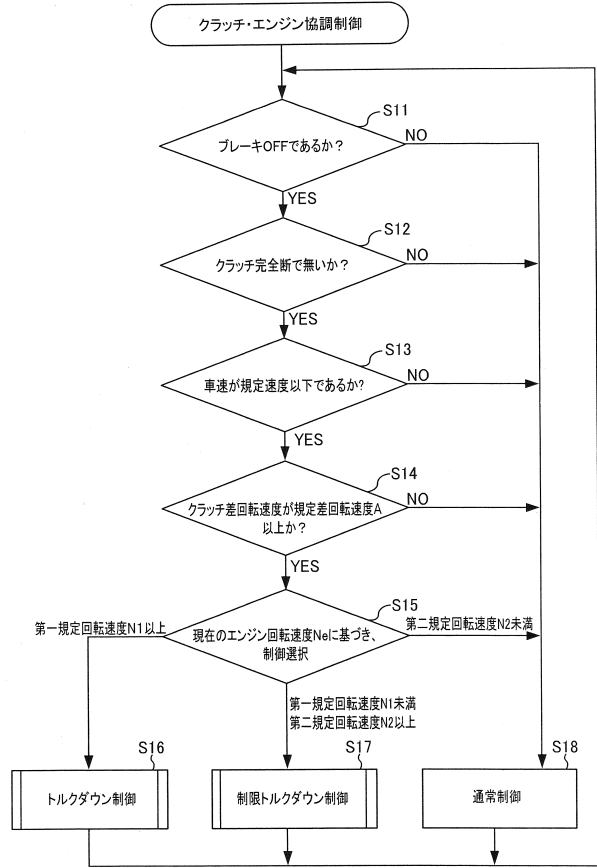 クラッチ・エンジン協調制御
S11
ブレーキOFFであるか?
NO
YES
S12
クラッチ完全断で無いか?
NO
YES
S13
車速が規定速度以下であるか?
NO
YES
S14
クラッチ差回転速度が規定差回転速度A
以上か?
NO
YES
S15
現在のエンジン回転速度Neに基づき、
制御選択
第一規定回転速度N1以上
第二規定回転速度N2未満
第一規定回転速度N1未満
第二規定回転速度N2以上
S16
トルクダウン制御
S17
制限トルクダウン制御
S18
通常制御